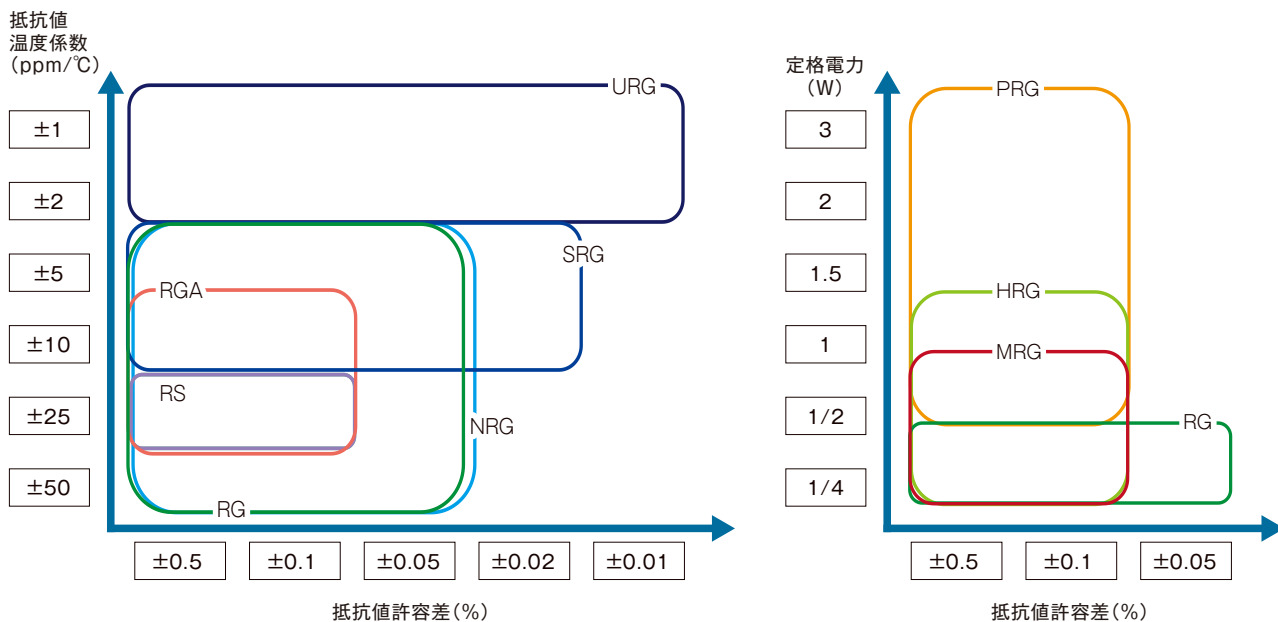 抵抗値
温度係数
(ppm/℃)
±1
±2
±5
±10
±25
±50
URG
SRG
RGA
RS
NRG
RG
±0.5
±0.1
±0.05
±0.02
±0.01
抵抗値許容差(%)
定格電力
(W)
3
2
1.5
1
1/2
1/4
PRG
HRG
MRG
RG
±0.5
±0.1
±0.05
抵抗値許容差(%)